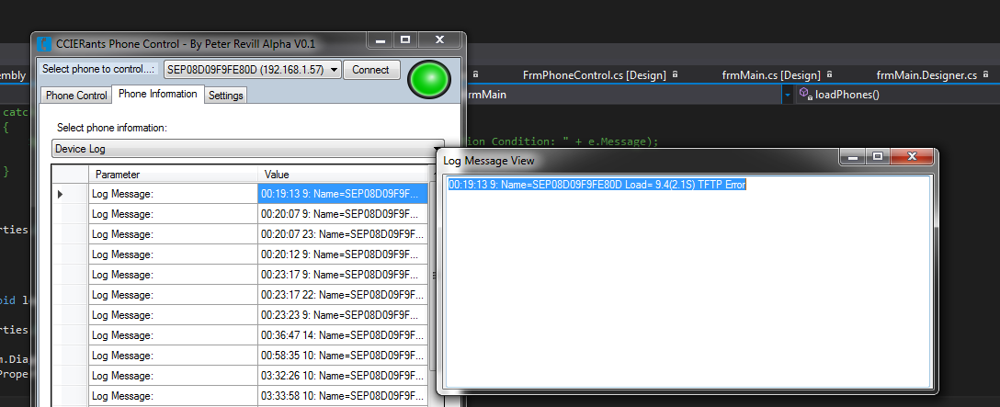 CCIERants Phone Control - By Peter Revill Alpha V0.1
Select phone to control...: SEP08D09F9FE80D (192.168.1.57) Connect
embly FrmPhoneControl.cs [Design] frmMain.cs [Design] frmMain.Designer.cs
Phone Control Phone Information Settings
frmMain loadPhones()
catc
{
Select phone information:
ion Condition: " + e.Message);
Device Log
}
Log Message View
Parameter Value
00:19:13 9: Name=SEP08D09F9FE80D Load= 9.4(2.1S) TFTP Error
Log Message: 00:19:13 9: Name=SEP08D09F9F...
Log Message: 00:20:07 9: Name=SEP08D09F9F...
rties
Log Message: 00:20:07 23: Name=SEP08D09F9F...
Log Message: 00:20:12 9: Name=SEP08D09F9F...
Log Message: 00:23:17 9: Name=SEP08D09F9F...
Log Message: 00:23:17 22: Name=SEP08D09F9F...
oid l
Log Message: 00:23:23 9: Name=SEP08D09F9F...
rties
Log Message: 00:36:47 14: Name=SEP08D09F9F...
.Dia
Log Message: 00:58:35 10: Name=SEP08D09F9F...
Prope
Log Message: 03:32:26 10: Name=SEP08D09F9F...
Log Message: 03:33:58 10: Name=SEP08D09F9F...